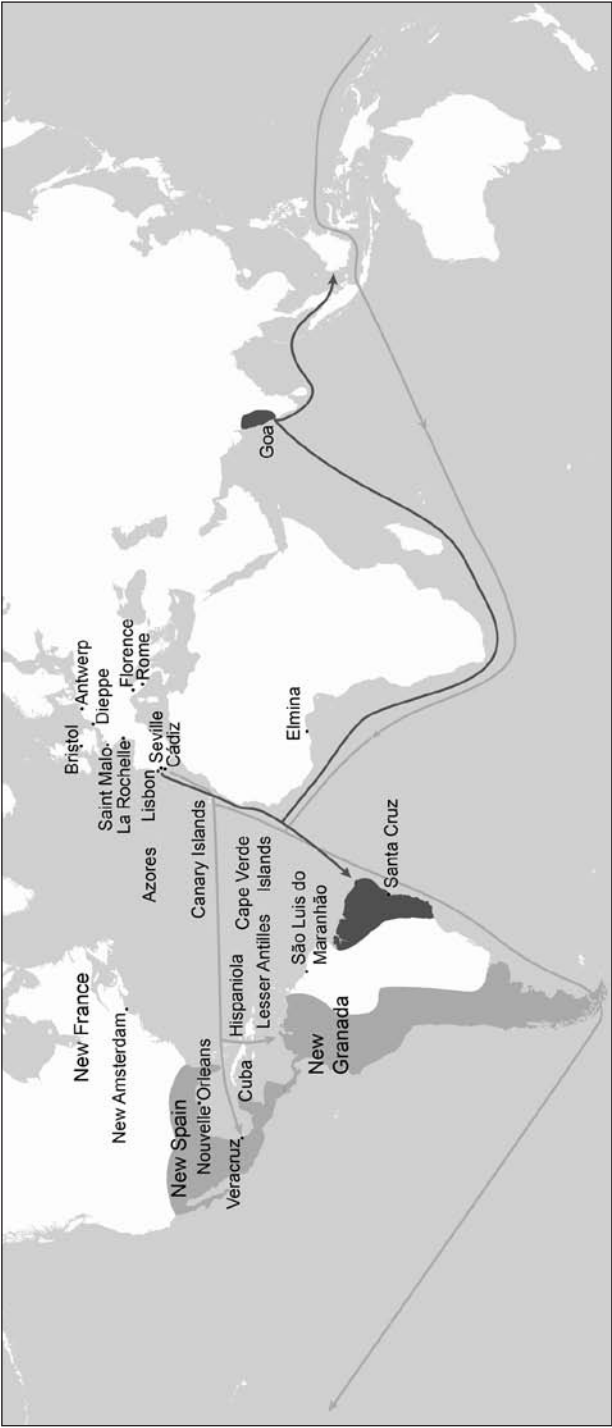 New France
New Amsterdam
New Spain
Nouvelle Orleans
Veracruz
Cuba
Hispaniola
Lesser Antilles
New
Granada
Azores
Canary Islands
Cape Verde
Islands
São Luis do
Maranhão
Santa Cruz
Bristol
Antwerp
Dieppe
Saint Malo
La Rochelle
Florence
Rome
Lisbon
Seville
Cádiz
Elmina
Goa